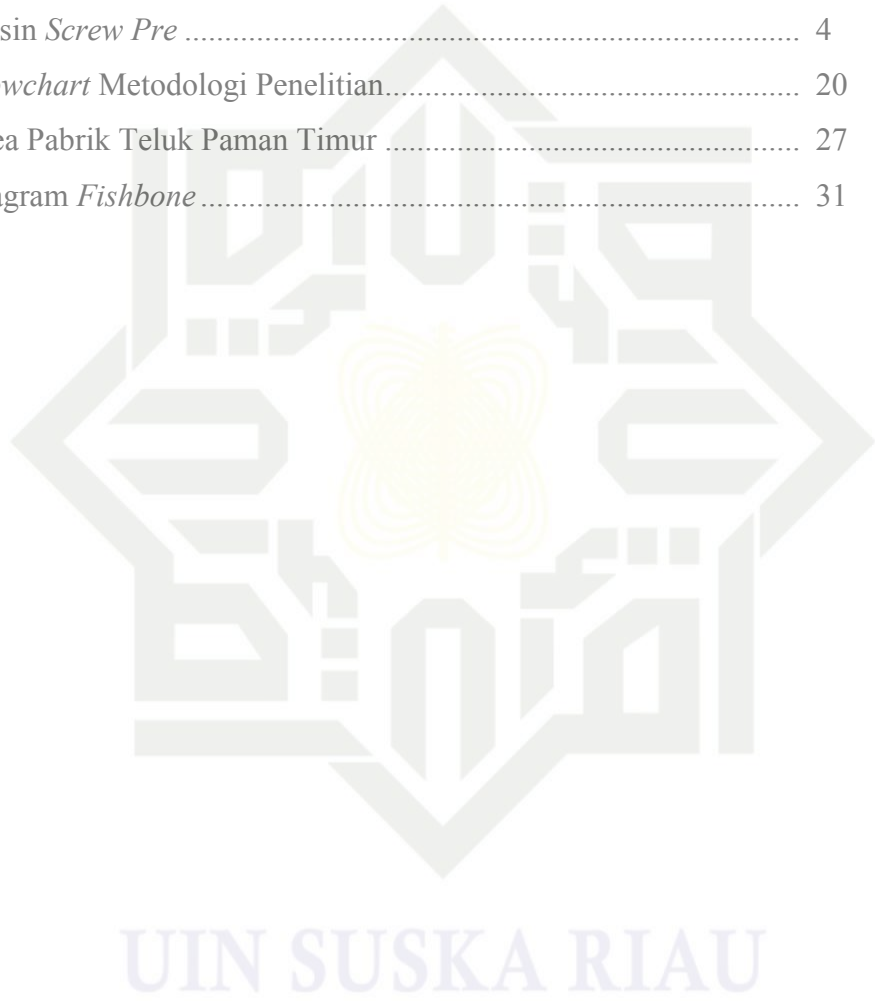 sin Screw Pre ............................................................................. 4
wchart Metodologi Penelitian.................................................... 20
ea Pabrik Teluk Paman Timur ..................................................... 27
gram Fishbone ........................................................................... 31
UIN SUSKA RIAU